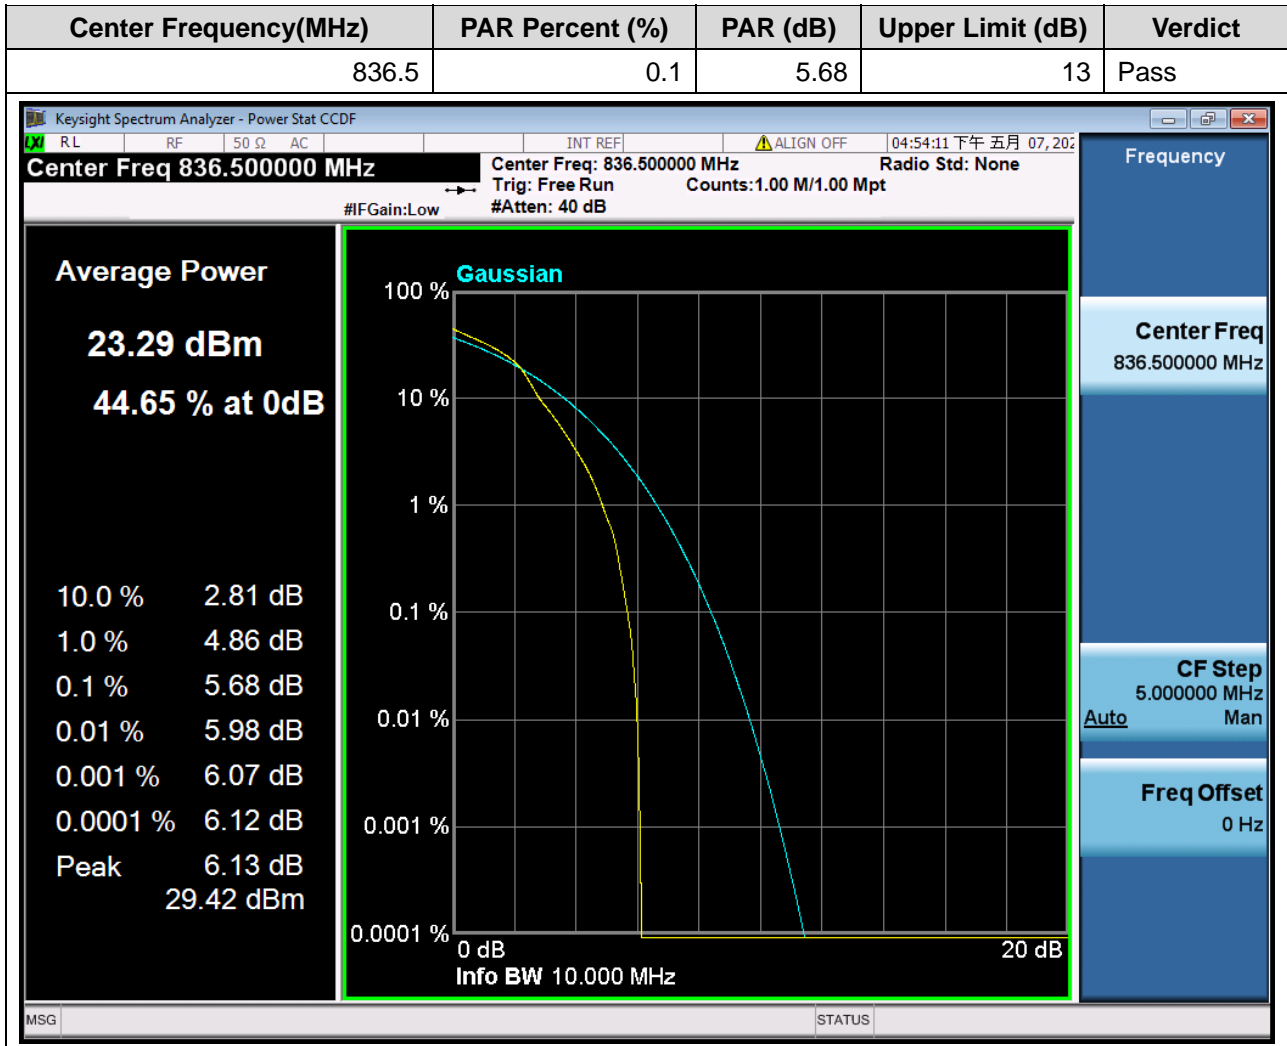 Center Frequency(MHz) PAR Percent (%) PAR (dB) Upper Limit (dB) Verdict
836.5 0.1 5.68 13 Pass
Keysight Spectrum Analyzer - Power Stat CCDF
LXI RL RF 50 Ω AC INT REF ALIGN OFF 04:54:11 下午 五月 07, 202
Center Freq 836.500000 MHz
Center Freq: 836.500000 MHz Radio Std: None
Trig: Free Run Counts:1.00 M/1.00 Mpt
#IFGain:Low #Atten: 40 dB
Average Power
23.29 dBm
44.65 % at 0dB
10.0 % 2.81 dB
1.0 % 4.86 dB
0.1 % 5.68 dB
0.01 % 5.98 dB
0.001 % 6.07 dB
0.0001 % 6.12 dB
Peak 6.13 dB
29.42 dBm
Gaussian
100 %
10 %
1 %
0.1 %
0.01 %
0.001 %
0.0001 %
0 dB 20 dB
Info BW 10.000 MHz
Frequency
Center Freq
836.500000 MHz
CF Step
5.000000 MHz
Auto Man
Freq Offset
0 Hz
MSG STATUS